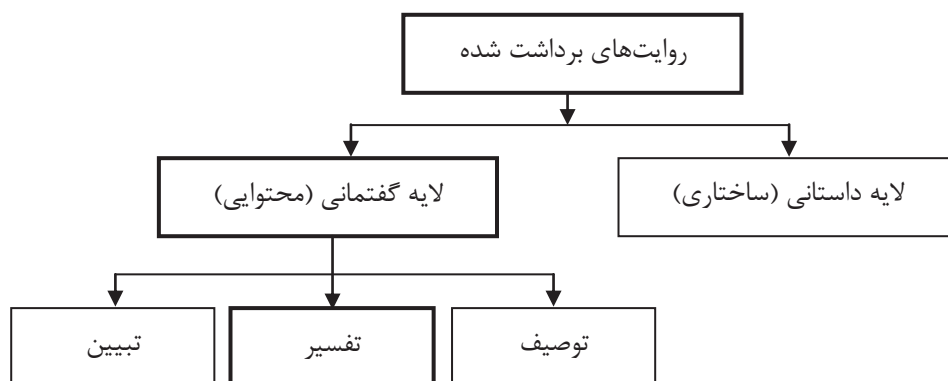 روایت‌های برداشت شده
لایه داستانی (ساختاری)
لایه گفتمانی (محتوایی)
توصیف
تفسیر
تبیین